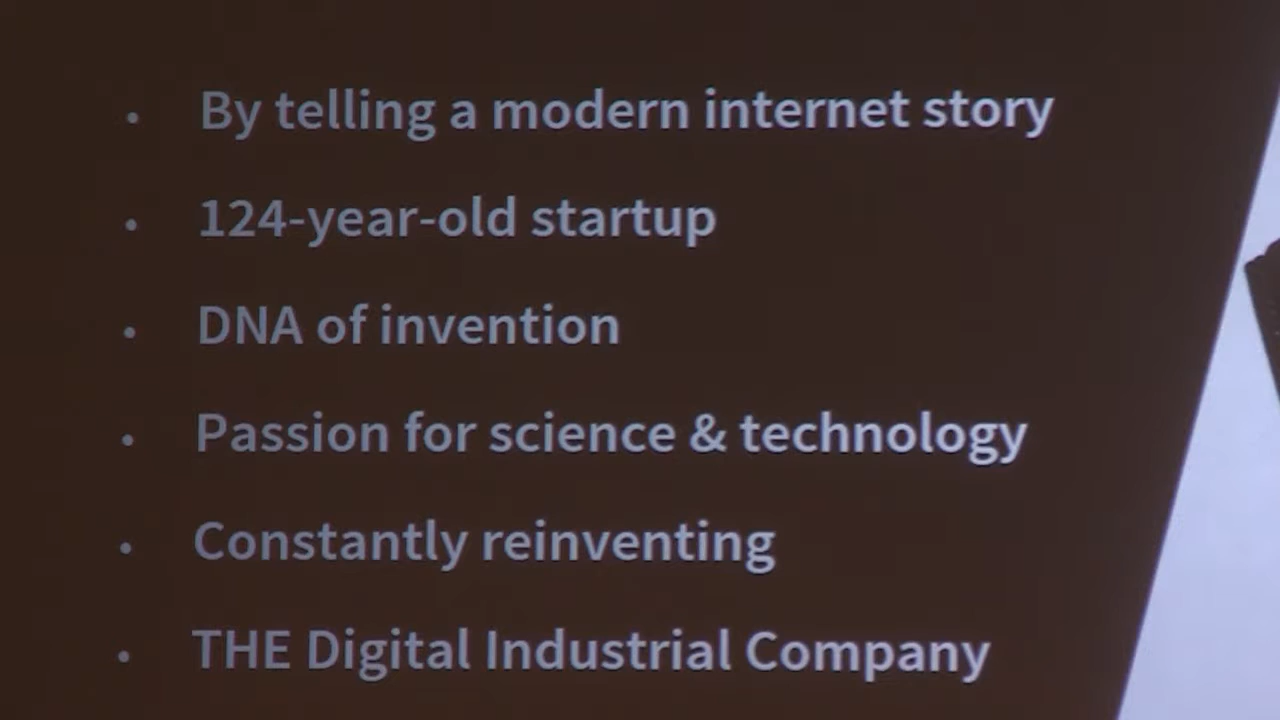 • By telling a modern internet story
• 124-year-old startup
• DNA of invention
• Passion for science & technology
• Constantly reinventing
• THE Digital Industrial Company